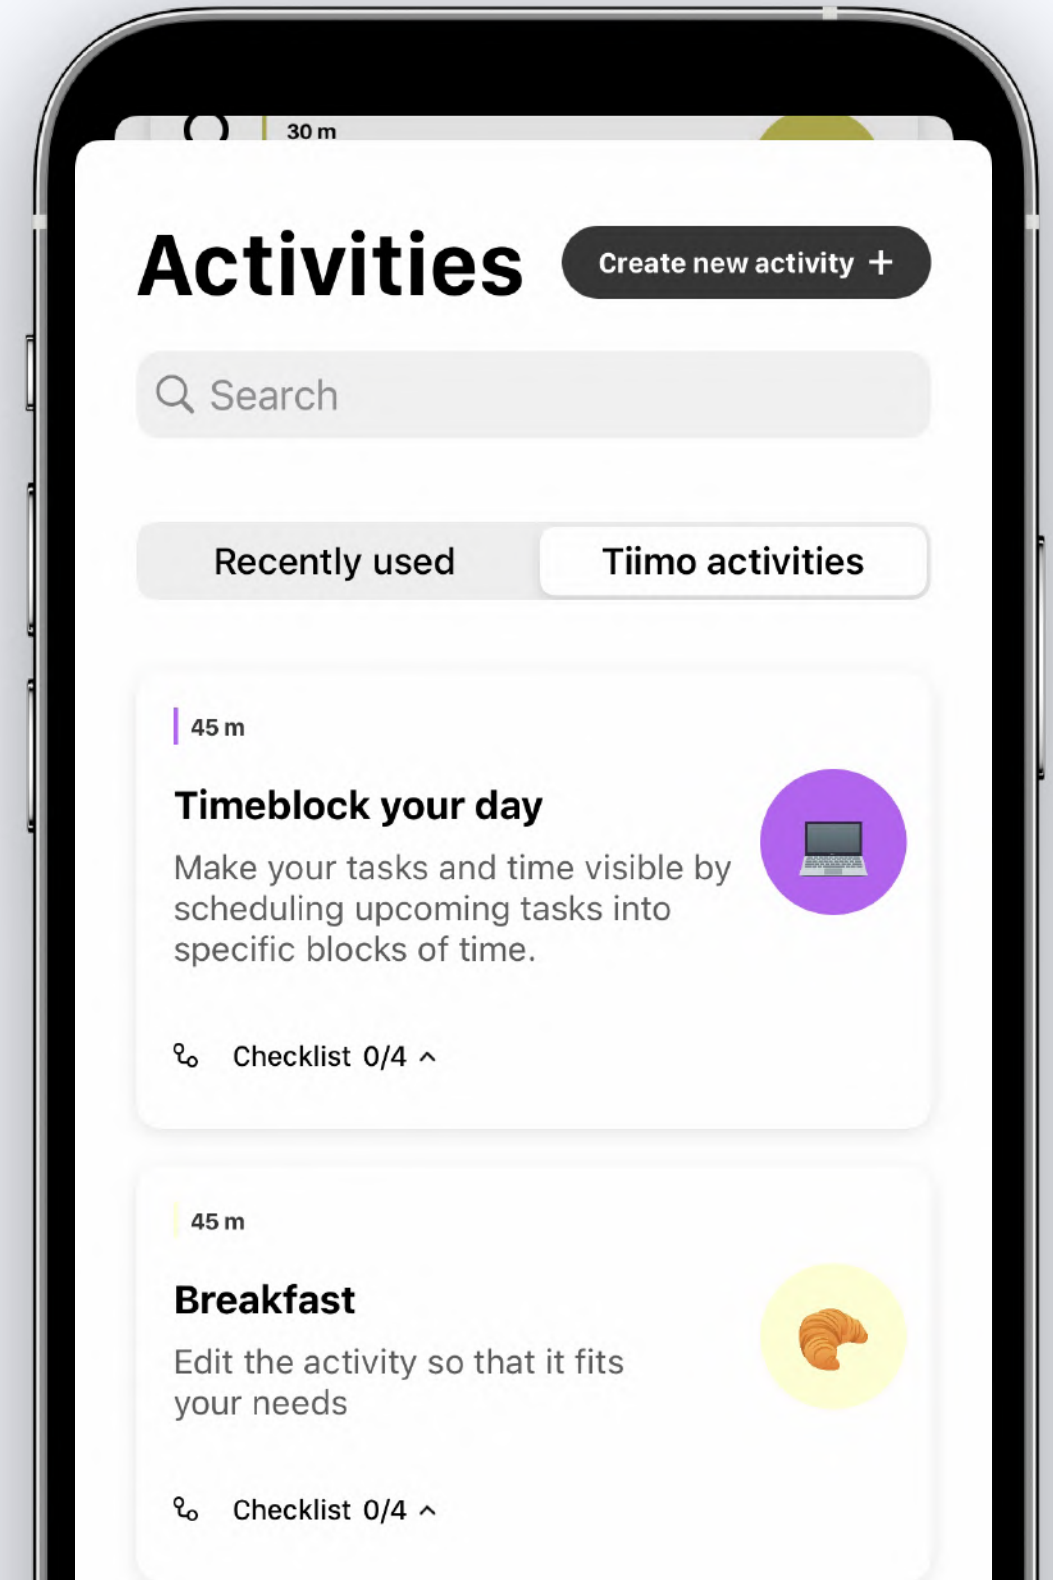 30 m
Activities
Create new activity +
Search
Recently used
Tiimo activities
45 m
Timeblock your day
Make your tasks and time visible by
scheduling upcoming tasks into
specific blocks of time.
Checklist 0/4
45 m
Breakfast
Edit the activity so that it fits
your needs
Checklist 0/4